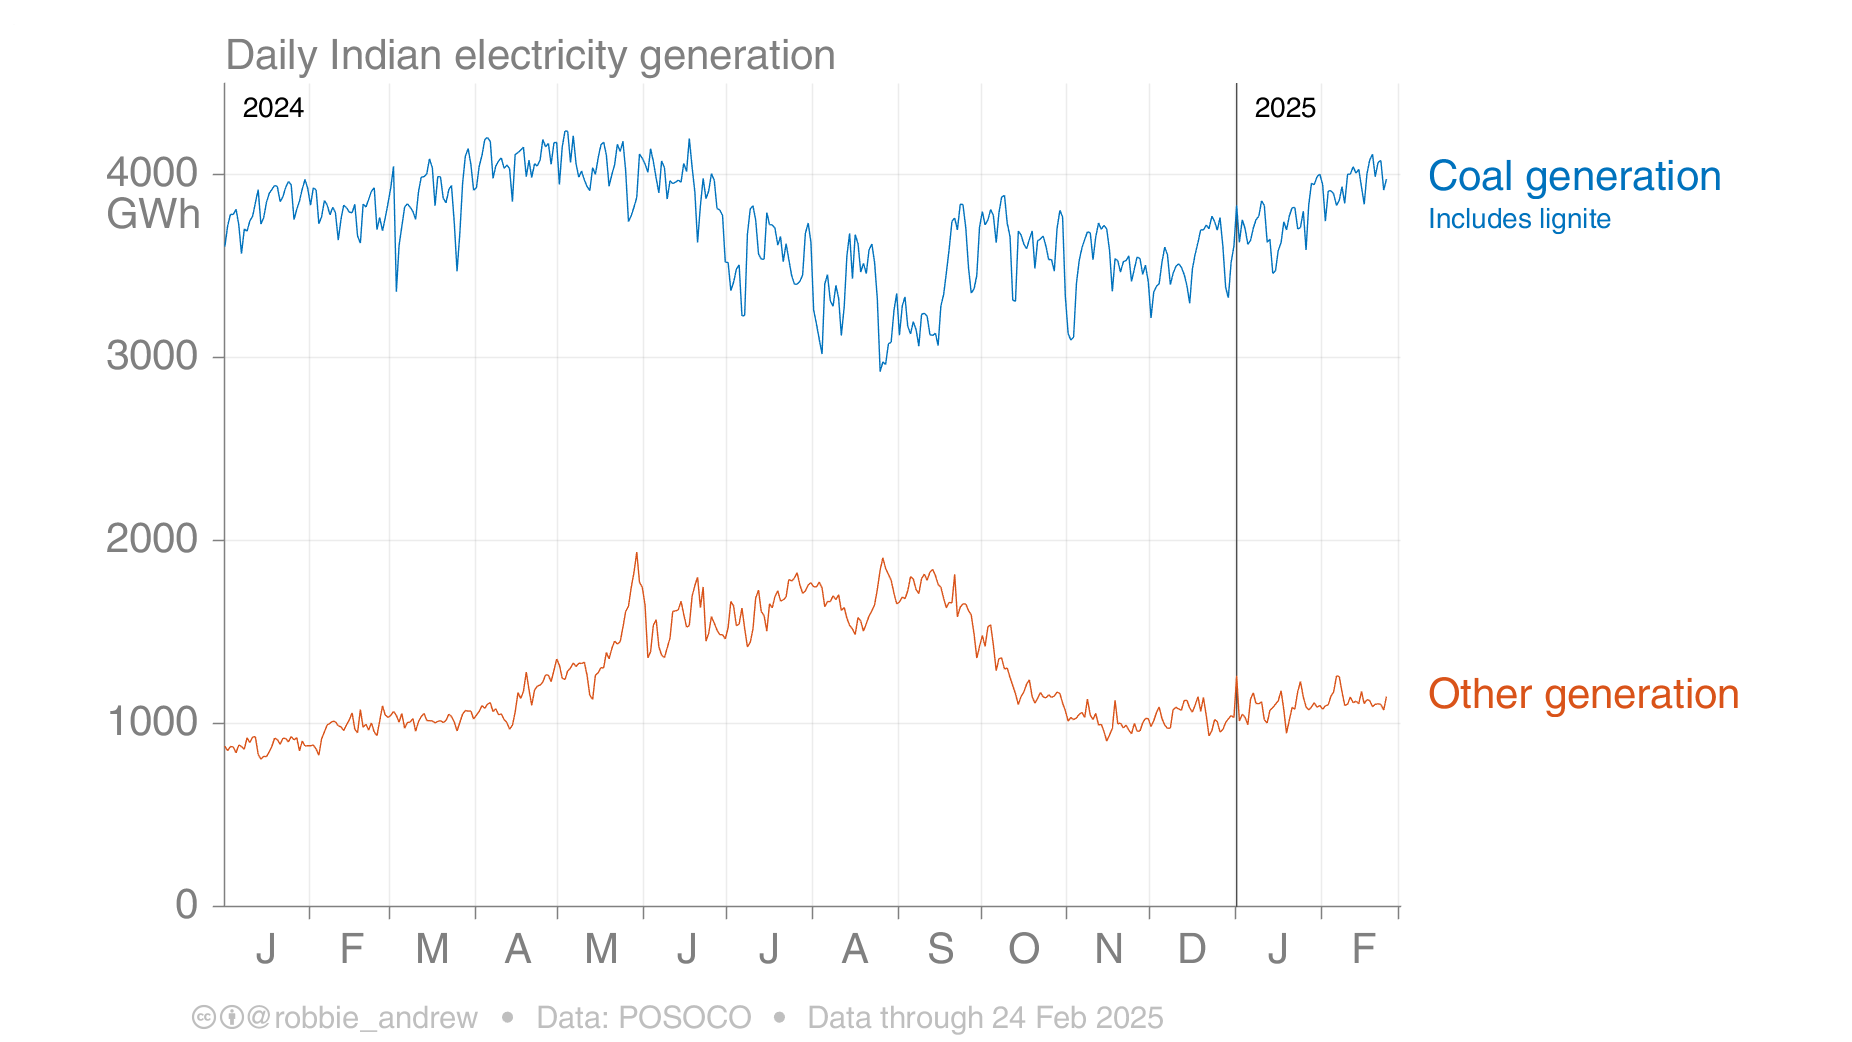 Daily Indian electricity generation
2024
2025
4000
GWh
3000
2000
1000
0
Coal generation
Includes lignite
Other generation
J F M A M J J A S O N D J F
cc @robbie_andrew • Data: POSOCO • Data through 24 Feb 2025